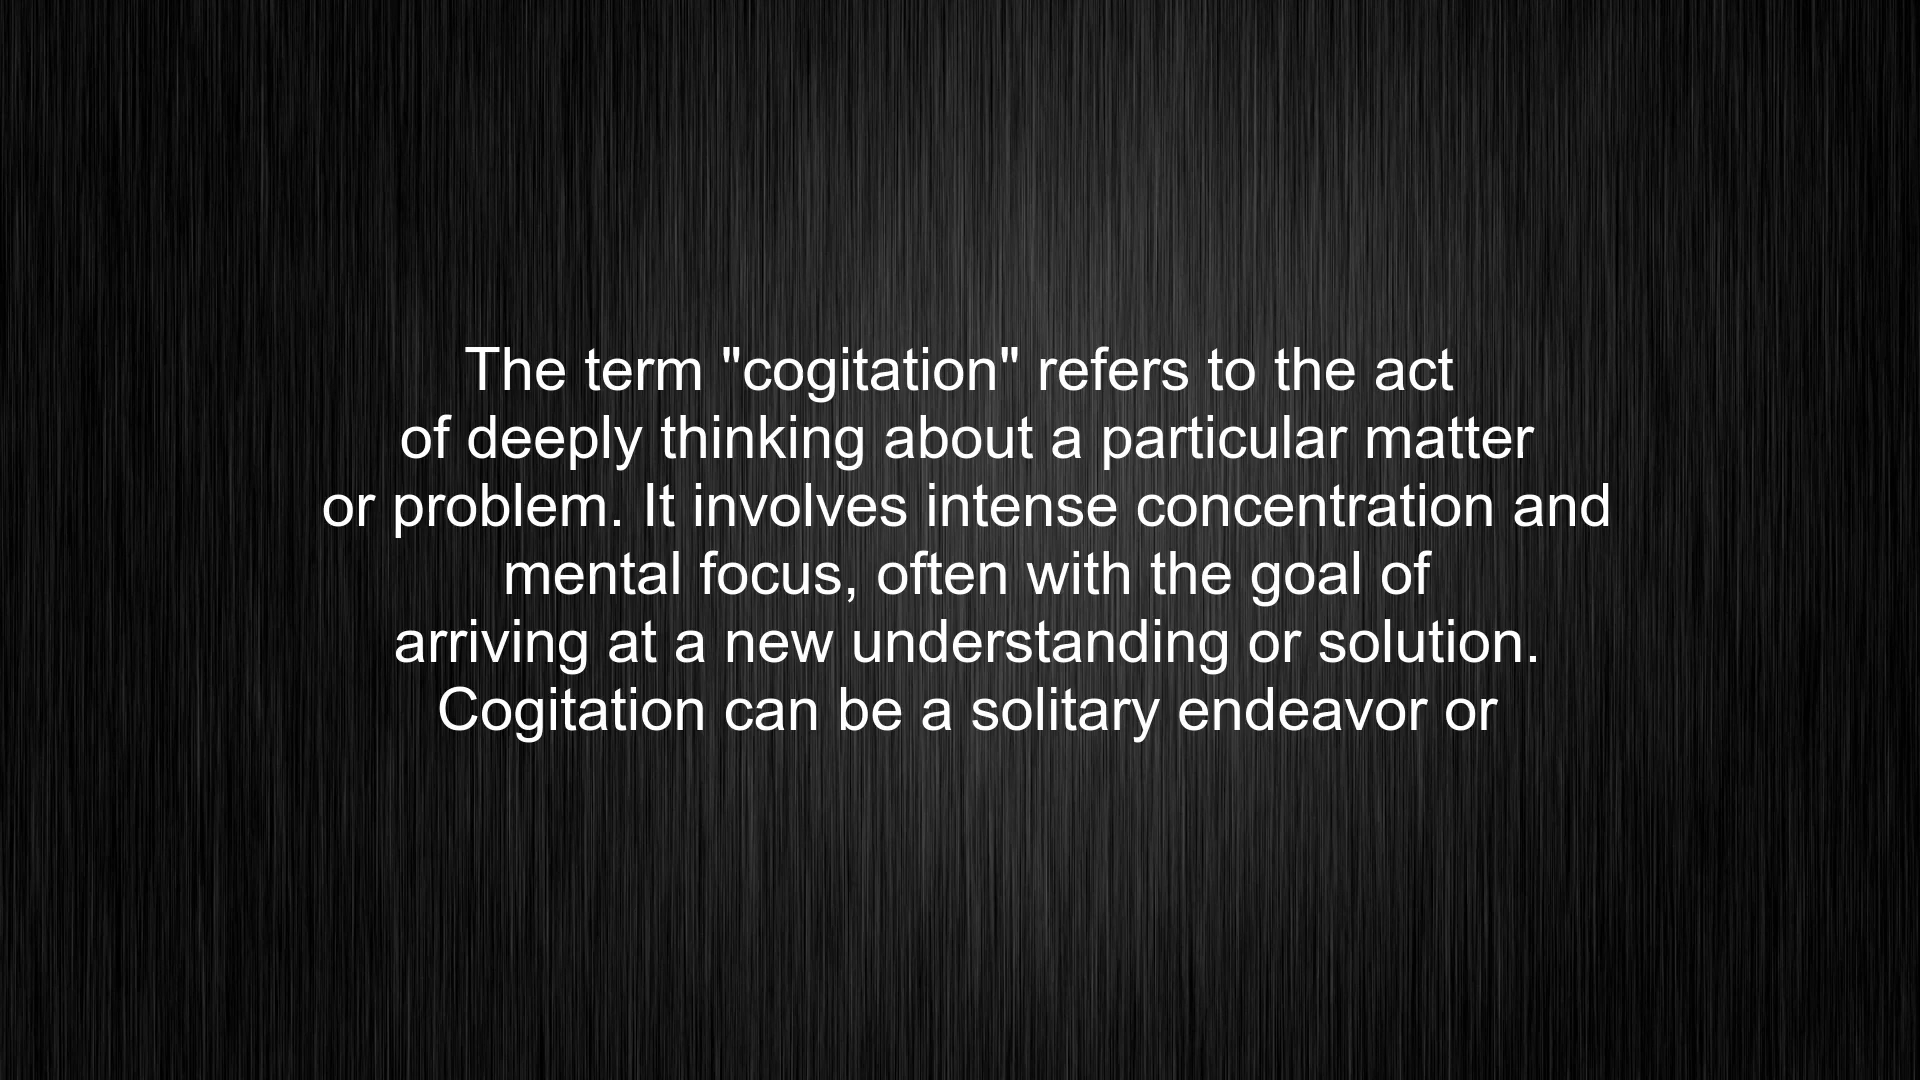 The term "cogitation" refers to the act
of deeply thinking about a particular matter
or problem. It involves intense concentration and
mental focus, often with the goal of
arriving at a new understanding or solution.
Cogitation can be a solitary endeavor or